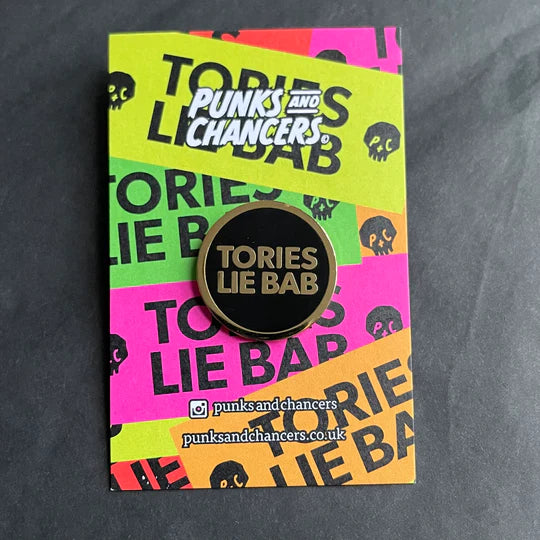 TORIES
LIE BAB
PUNKS AND
CHANCERS
P+C
TORIES
LIE BAB
P+C
P+C
TORIES
LIE BAB
TORIES
LIE BAB
P+C
P+C
punksandchancers
TORIES
LIE BAB
punksandchancers.co.uk
LIE
P+C